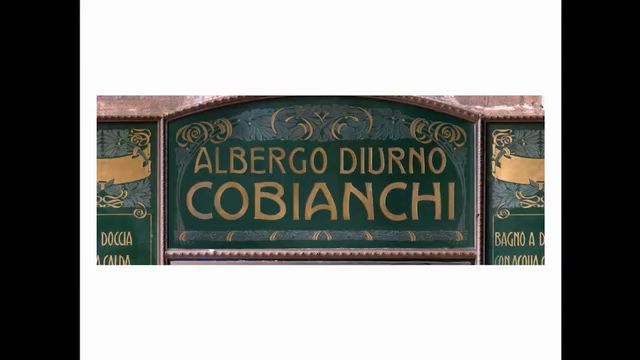 ALBERGO DIURNO
COBIANCHI
DOCCIA
CALDA
BAGNO A D
CON ACQUA C